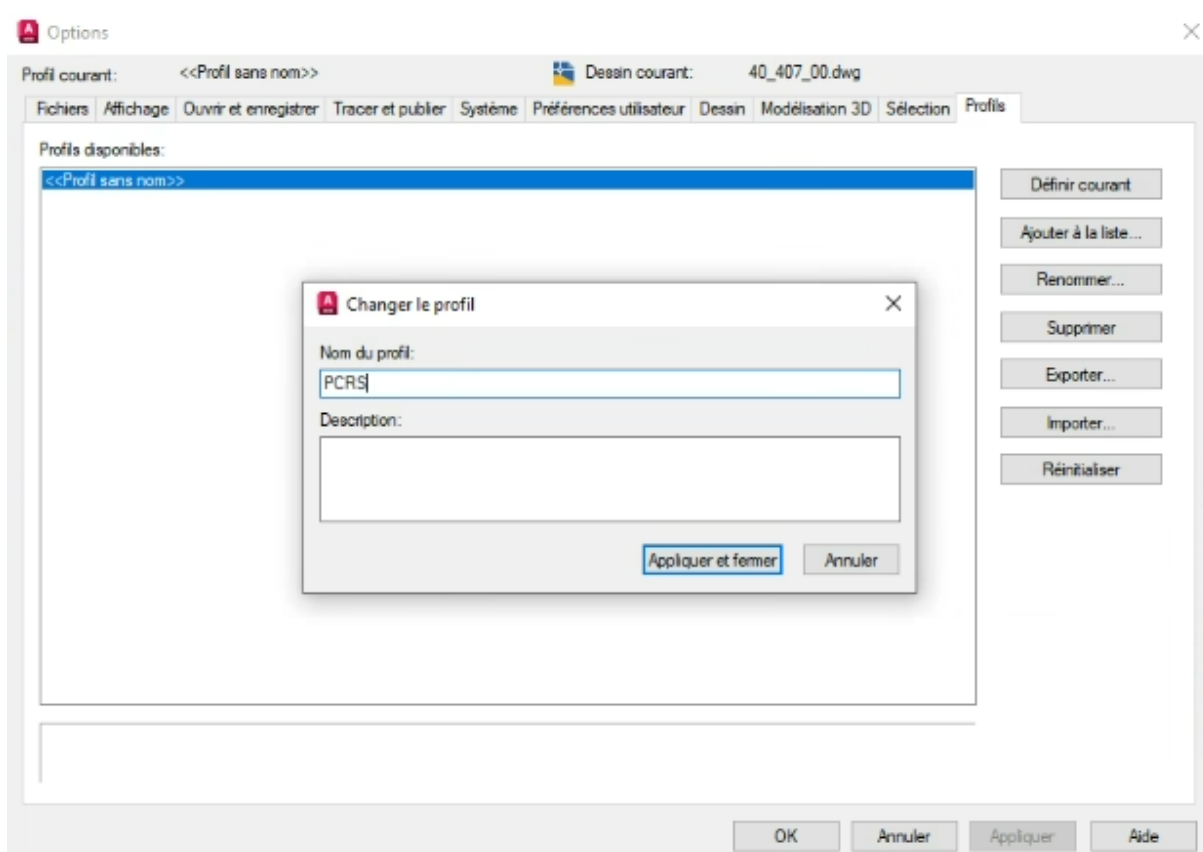 Options
Profil courant: <<Profil sans nom>> Dessin courant: 40_407_00.dwg
Fichiers Affichage Ouvrir et enregistrer Tracer et publier Système Préférences utilisateur Dessin Modélisation 3D Sélection Profils
Profils disponibles:
<<Profil sans nom>>
Définir courant
Ajouter à la liste...
Renommer...
Supprimer
Exporter...
Importer...
Réinitialiser
Changer le profil
Nom du profil:
PCRS
Description:
Appliquer et fermer Annuler
OK Annuler Appliquer Aide